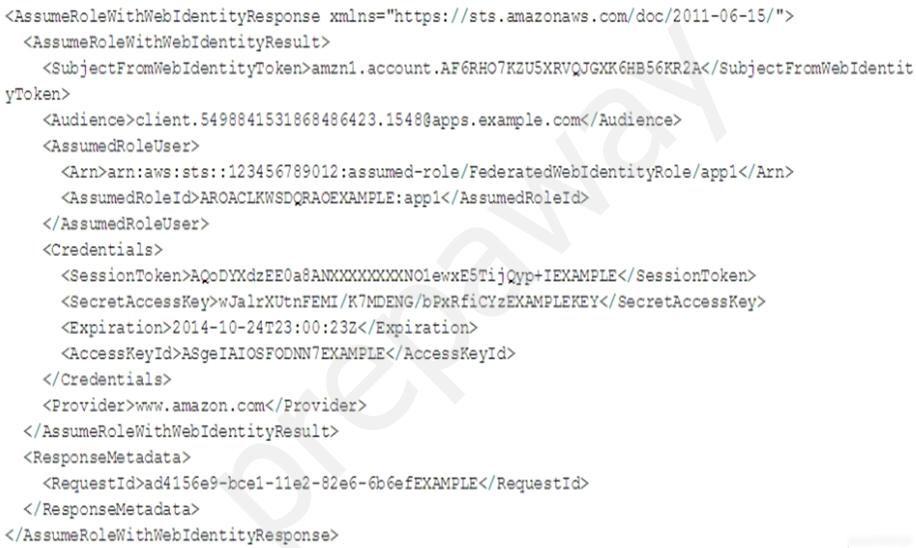 <AssumeRoleWithWebIdentityResponse xmlns="https://sts.amazonaws.com/doc/2011-06-15/">
<AssumeRoleWithWebIdentityResult>
<SubjectFromWebIdentityToken>amzn1.account.AF6RHO7KZU5XRVQJGXK6HB56KR2A</SubjectFromWebIdentit
yToken>
<Audience>client.5498841531868486423.1548@apps.example.com</Audience>
<AssumedRoleUser>
<Arn>arn:aws:sts::123456789012:assumed-role/FederatedWebIdentityRole/app1</Arn>
<AssumedRoleId>AROACLKWSDQRAOEXAMPLE:app1</AssumedRoleId>
</AssumedRoleUser>
<Credentials>
<SessionToken>AQoDYXdzEE0a8ANXXXXXXXXNO1ewxE5TijQyp+IEXAMPLE</SessionToken>
<SecretAccessKey>wJalrXUtnFEMI/K7MDENG/bPxRfiCYzEXAMPLEKEY</SecretAccessKey>
<Expiration>2014-10-24T23:00:23Z</Expiration>
<AccessKeyId>ASgeIAIOSFODNN7EXAMPLE</AccessKeyId>
</Credentials>
<Provider>www.amazon.com</Provider>
</AssumeRoleWithWebIdentityResult>
<ResponseMetadata>
<RequestId>ad4156e9-bce1-11e2-82e6-6b6efEXAMPLE</RequestId>
</ResponseMetadata>
</AssumeRoleWithWebIdentityResponse>
prepaway